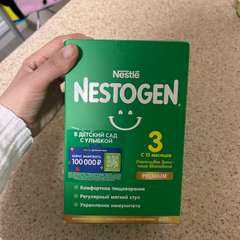 Nestlé
NESTOGEN
В ДЕТСКИЙ САД
С УЛЫБКОЙ
100 000 ₽
3
С 12 месяцев
PREMIUM
Комфортное пищеварение
Регулярный мягкий стул
Укрепление иммунитета